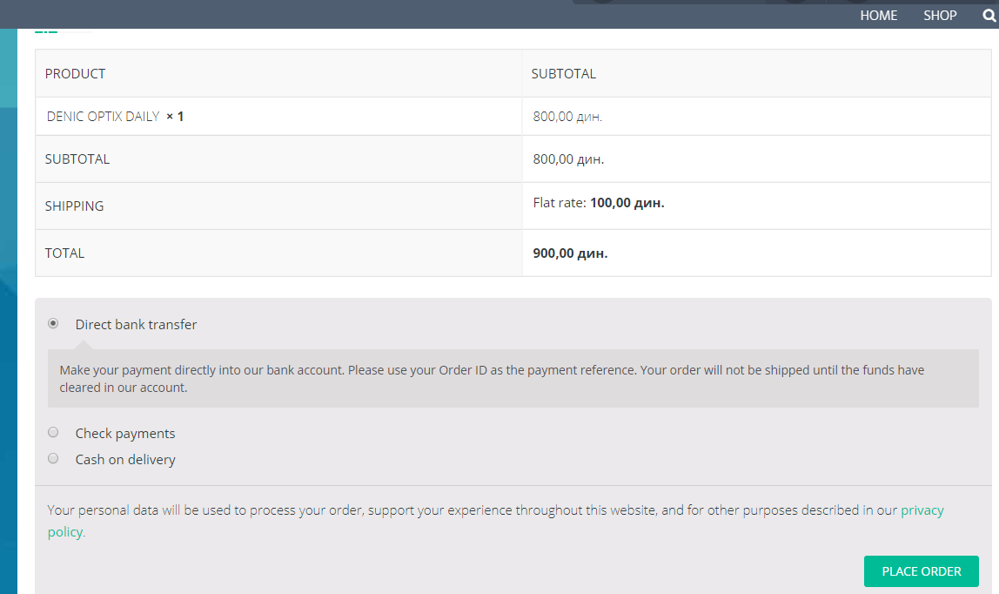 HOME SHOP
PRODUCT SUBTOTAL
DENIC OPTIX DAILY × 1 800,00 дин.
SUBTOTAL 800,00 дин.
SHIPPING Flat rate: 100,00 дин.
TOTAL 900,00 дин.
Direct bank transfer
Make your payment directly into our bank account. Please use your Order ID as the payment reference. Your order will not be shipped until the funds have
cleared in our account.
Check payments
Cash on delivery
Your personal data will be used to process your order, support your experience throughout this website, and for other purposes described in our privacy
policy.
PLACE ORDER